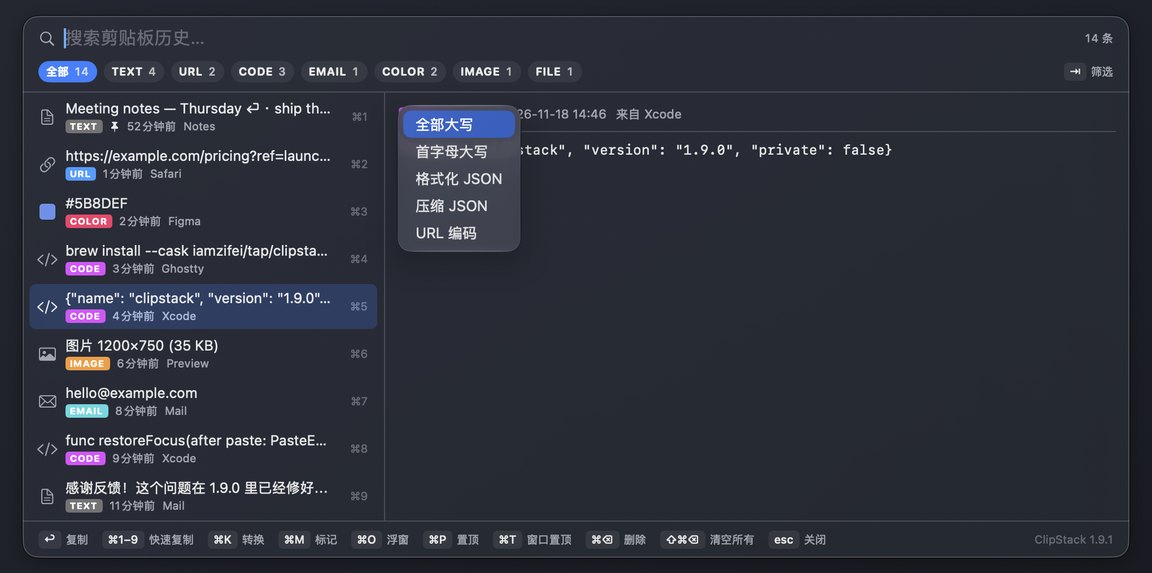 搜索剪贴板历史...
14 条
全部 14 TEXT 4 URL 2 CODE 3 EMAIL 1 COLOR 2 IMAGE 1 FILE 1
⇥ 筛选
Meeting notes — Thursday ⏎ · ship th...
⌘1
TEXT 52分钟前 Notes
https://example.com/pricing?ref=launc...
⌘2
URL 1分钟前 Safari
#5B8DEF
⌘3
COLOR 2分钟前 Figma
brew install --cask iamzifei/tap/clipsta...
⌘4
CODE 3分钟前 Ghostty
{"name": "clipstack", "version": "1.9.0"...
⌘5
CODE 4分钟前 Xcode
图片 1200×750 (35 KB)
⌘6
IMAGE 6分钟前 Preview
hello@example.com
⌘7
EMAIL 8分钟前 Mail
func restoreFocus(after paste: PasteE...
⌘8
CODE 9分钟前 Xcode
感谢反馈！这个问题在 1.9.0 里已经修好...
⌘9
TEXT 11分钟前 Mail
26-11-18 14:46 来自 Xcode
stack", "version": "1.9.0", "private": false}
全部大写
首字母大写
格式化 JSON
压缩 JSON
URL 编码
⏎ 复制 ⌘1–9 快速复制 ⌘K 转换 ⌘M 标记 ⌘O 浮窗 ⌘P 置顶 ⌘T 窗口置顶 ⌘⌫ 删除 ⇧⌘⌫ 清空所有 esc 关闭
ClipStack 1.9.1